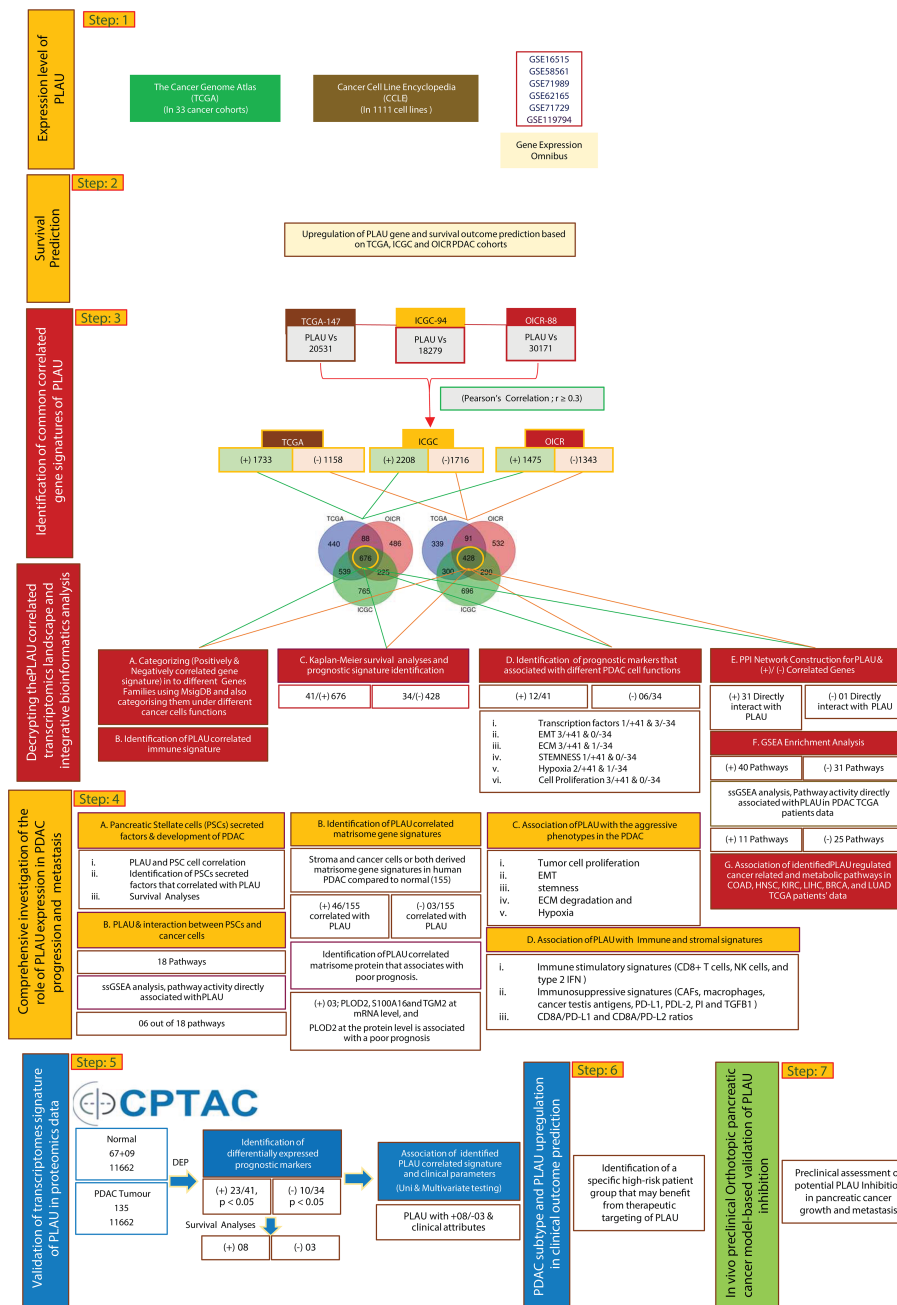 Step: 1
Expression level of
PLAU
The Cancer Genome Atlas
(TCGA)
(In 33 cancer cohorts)
Cancer Cell Line Encyclopedia
(CCLE)
(In 1111 cell lines )
GSE16515
GSE58561
GSE71989
GSE62165
GSE71729
GSE119794
Gene Expression
Omnibus
Step: 2
Survival
Prediction
Upregulation of PLAU gene and survival outcome prediction based
on TCGA, ICGC and OICR PDAC cohorts
Step: 3
Identification of common correlated
gene signatures of PLAU
TCGA-147
PLAU Vs
20531
ICGC-94
PLAU Vs
18279
OICR-88
PLAU Vs
30171
(Pearson's Correlation ; r ≥ 0.3)
TCGA
(+) 1733
(-) 1158
ICGC
(+) 2208
(-)1716
OICR
(+) 1475
(-)1343
TCGA
OICR
440
88
486
676
539
225
765
ICGC
TCGA
OICR
339
91
532
428
300
290
696
ICGC
Decrypting thePLAU correlated
transcriptomics landscape and
integrative bioinformatics analysis
A. Categorizing (Positively &
Negatively correlated gene
signature) in to different Genes
Families using MsigDB and also
categorising them under different
cancer cells functions
B. Identification of PLAU correlated
immune signature
C. Kaplan-Meier survival analyses and
prognostic signature identification
41/(+) 676
34/(-) 428
D. Identification of prognostic markers that
associated with different PDAC cell functions
(+) 12/41
(-) 06/34
i. Transcription factors 1/+41 & 3/-34
ii. EMT 3/+41 & 0/-34
iii. ECM 3/+41 & 1/-34
iv. STEMNESS 1/+41 & 0/-34
v. Hypoxia 2/+41 & 1/-34
vi. Cell Proliferation 3/+41 & 0/-34
E. PPI Network Construction for PLAU &
(+)/ (-) Correlated Genes
(+) 31 Directly
interact with
PLAU
(-) 01 Directly
interact with PLAU
F. GSEA Enrichment Analysis
(+) 40 Pathways
(-) 31 Pathways
ssGSEA analysis, Pathway activity directly
associated withPLAU in PDAC TCGA
patients data
(+) 11 Pathways
(-) 25 Pathways
G. Association of identifiedPLAU regulated
cancer related and metabolic pathways in
COAD, HNSC, KIRC, LIHC, BRCA, and LUAD
TCGA patients' data
Step: 4
Comprehensive investigation of the
role of PLAU expression in PDAC
progression and metastasis
A. Pancreatic Stellate cells (PSCs) secreted
factors & development of PDAC
i. PLAU and PSC cell correlation
ii. Identification of PSCs secreted
factors that correlated with PLAU
iii. Survival Analyses
B. PLAU & interaction between PSCs and
cancer cells
18 Pathways
ssGSEA analysis, pathway activity directly
associated withPLAU
06 out of 18 pathways
B. Identification of PLAU correlated
matrisome gene signatures
Stroma and cancer cells or both derived
matrisome gene signatures in human
PDAC compared to normal (155)
(+) 46/155
correlated with
PLAU
(-) 03/155
correlated with
PLAU
Identification of PLAU correlated
matrisome protein that associates with
poor prognosis.
(+) 03; PLOD2, S100A16and TGM2 at
mRNA level, and
PLOD2 at the protein level is associated
with a poor prognosis
C. Association of PLAU with the aggressive
phenotypes in the PDAC
i. Tumor cell proliferation
ii. EMT
iii. stemness
iv. ECM degradation and
v. Hypoxia
D. Association of PLAU with Immune and stromal signatures
i. Immune stimulatory signatures (CD8+ T cells, NK cells, and
type 2 IFN )
ii. Immunosuppressive signatures (CAFs, macrophages,
cancer testis antigens, PD-L1, PDL-2, PI and TGFB1 )
iii. CD8A/PD-L1 and CD8A/PD-L2 ratios
Step: 5
Validation of transcriptomes signature
of PLAU in proteomics data
CPTAC
Normal
67+09
11662
PDAC Tumour
135
11662
DEP
Identification of
differentially expressed
prognostic markers
(+) 23/41,
p < 0.05
(-) 10/34
p < 0.05
Survival Analyses
(+) 08
(-) 03
Association of identified
PLAU correlated signature
and clinical parameters
(Uni & Multivariate testing)
PLAU with +08/-03 &
clinical attributes
Step: 6
PDAC subtype and PLAU upregulation
in clinical outcome prediction
Identification of a
specific high-risk patient
group that may benefit
from therapeutic
targeting of PLAU
Step: 7
In vivo preclinical Orthotopic pancreatic
cancer model-based validation of PLAU
inhibition
Preclinical assessment o
potential PLAU Inhibition
in pancreatic cancer
growth and metastasis